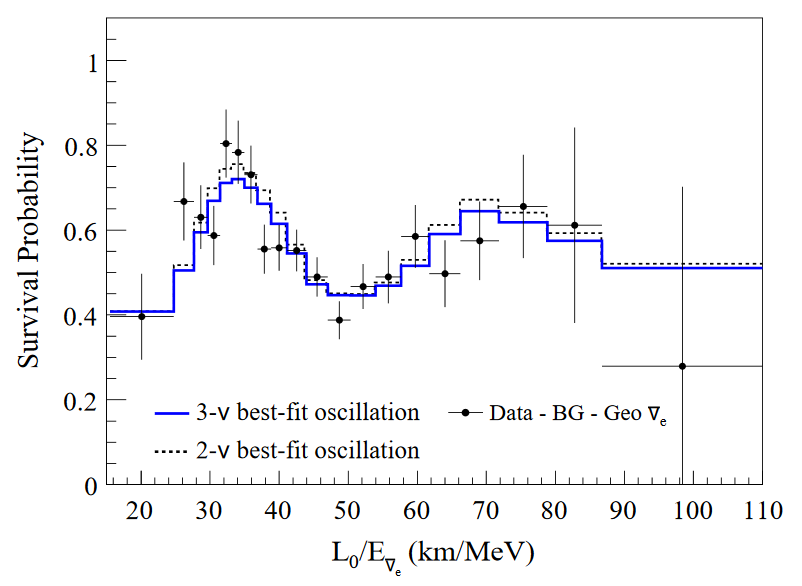 Survival Probability
1
0.8
0.6
0.4
0.2
0
3-ν best-fit oscillation
2-ν best-fit oscillation
Data - BG - Geo ∇e
20 30 40 50 60 70 80 90 100 110
L0/E∇e (km/MeV)